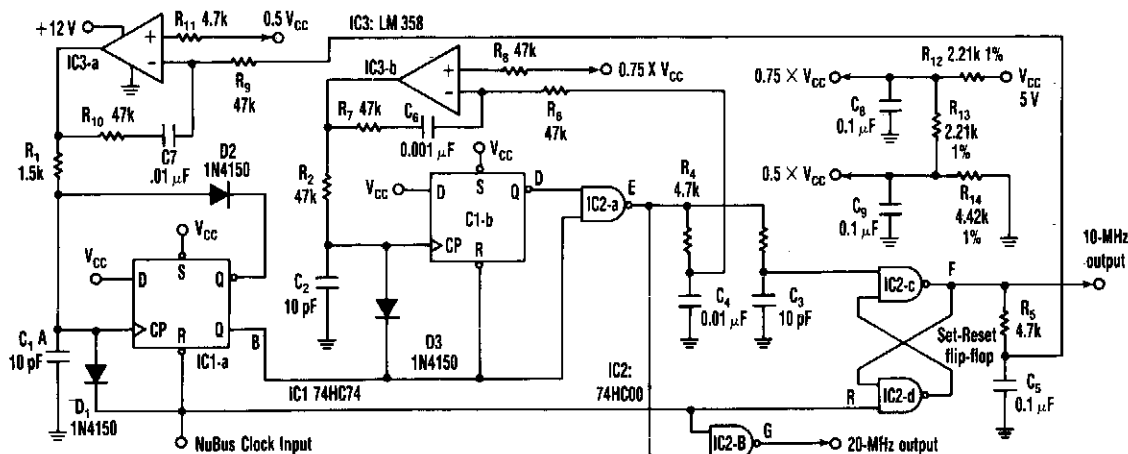 +12 V
R11 4.7k
0.5 VCC
IC3: LM 358
IC3-a
R9
47k
R10 47k
C7
.01 µF
R1
1.5k
D2
1N4150
VCC
VCC
D
S
Q
CP
R
Q
B
IC1-a
C1 A
10 pF
D1
1N4150
NuBus Clock Input
IC1 74HC74
IC3-b
R8 47k
0.75 X VCC
R7 47k
C6
0.001 µF
R6
47k
R2
47k
VCC
VCC
D
S
Q
D
C1-b
CP
R
C2
10 pF
D3
1N4150
IC2-a
E
IC2:
74HC00
R4
4.7k
C4
0.01 µF
C3
10 pF
R12 2.21k 1%
0.75 × VCC
VCC
5 V
C8
0.1 µF
R13
2.21k
1%
0.5 × VCC
C9
0.1 µF
R14
4.42k
1%
10-MHz
output
IC2-c
F
Set-Reset
flip-flop
R5
4.7k
C5
0.1 µF
R
IC2-d
IC2-B
G
20-MHz output